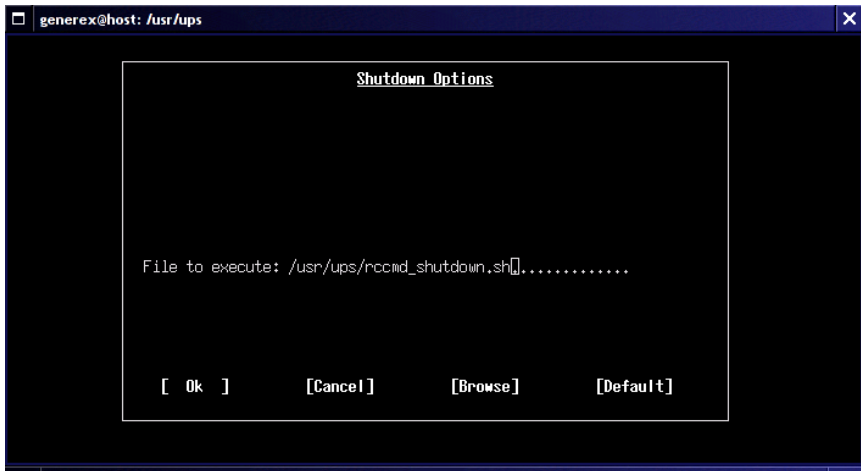 generex@host: /usr/ups
Shutdown Options
File to execute: /usr/ups/rccmd_shutdown.sh..............
[ Ok ] [Cancel] [Browse] [Default]